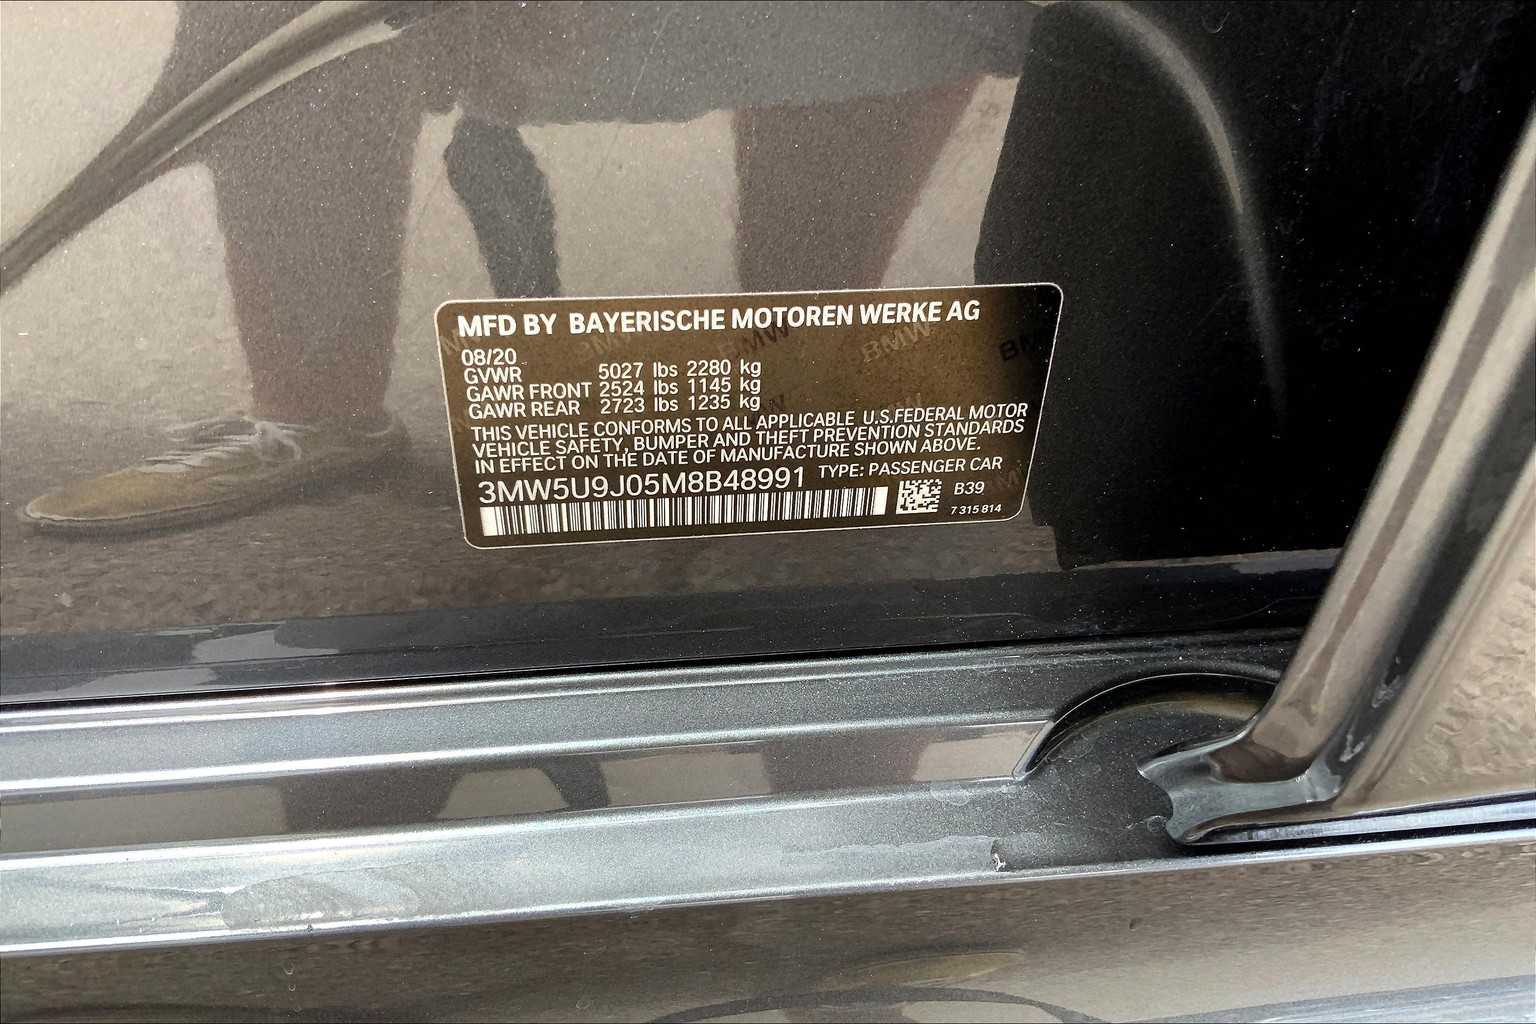 MFD BY BAYERISCHE MOTOREN WERKE AG
08/20
GVWR 5027 lbs 2280 kg
GAWR FRONT 2524 lbs 1145 kg
GAWR REAR 2723 lbs 1235 kg
THIS VEHICLE CONFORMS TO ALL APPLICABLE U.S.FEDERAL MOTOR
VEHICLE SAFETY, BUMPER AND THEFT PREVENTION STANDARDS
IN EFFECT ON THE DATE OF MANUFACTURE SHOWN ABOVE.
3MW5U9J05M8B48991 TYPE: PASSENGER CAR
B39
7 315 814
BMW
BMW
BMW